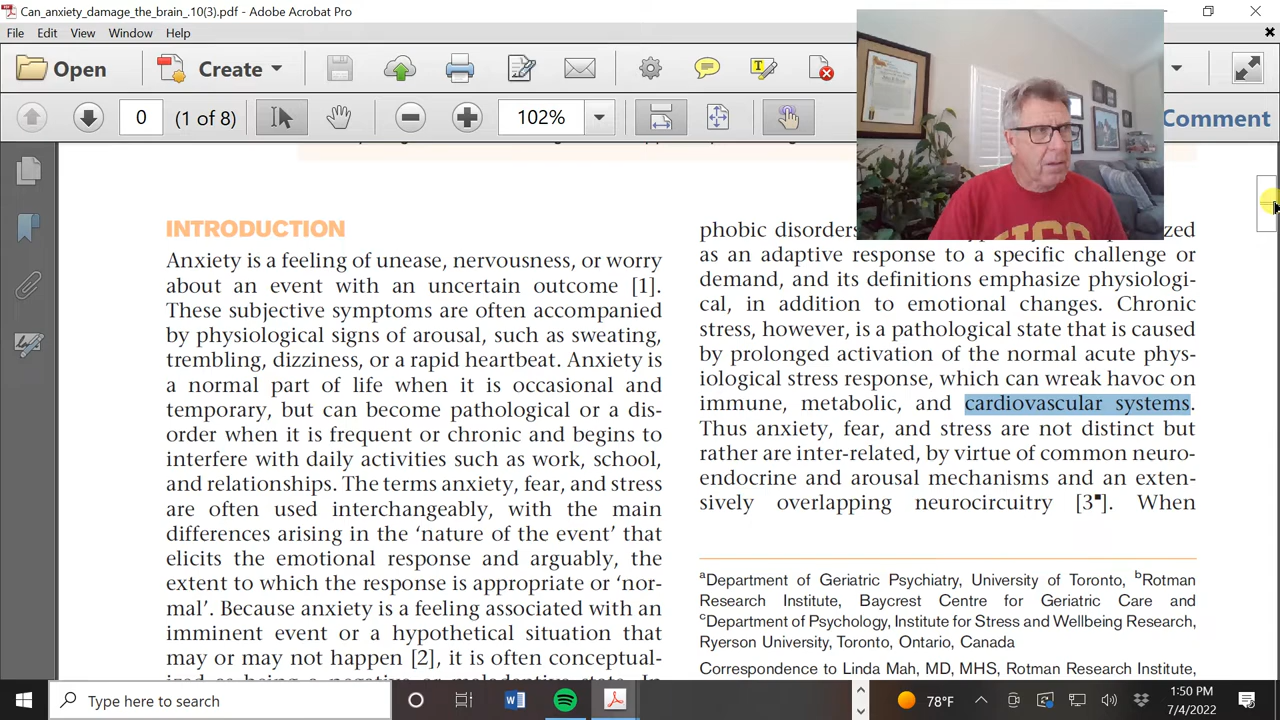 Can_anxiety_damage_the_brain_.10(3).pdf - Adobe Acrobat Pro
File Edit View Window Help
Open Create
0 (1 of 8) 102% Comment
INTRODUCTION
Anxiety is a feeling of unease, nervousness, or worry
about an event with an uncertain outcome [1].
These subjective symptoms are often accompanied
by physiological signs of arousal, such as sweating,
trembling, dizziness, or a rapid heartbeat. Anxiety is
a normal part of life when it is occasional and
temporary, but can become pathological or a dis-
order when it is frequent or chronic and begins to
interfere with daily activities such as work, school,
and relationships. The terms anxiety, fear, and stress
are often used interchangeably, with the main
differences arising in the 'nature of the event' that
elicits the emotional response and arguably, the
extent to which the response is appropriate or 'nor-
mal'. Because anxiety is a feeling associated with an
imminent event or a hypothetical situation that
may or may not happen [2], it is often conceptual-
phobic disorders
as an adaptive response to a specific challenge or
demand, and its definitions emphasize physiologi-
cal, in addition to emotional changes. Chronic
stress, however, is a pathological state that is caused
by prolonged activation of the normal acute phys-
iological stress response, which can wreak havoc on
immune, metabolic, and cardiovascular systems.
Thus anxiety, fear, and stress are not distinct but
rather are inter-related, by virtue of common neuro-
endocrine and arousal mechanisms and an exten-
sively overlapping neurocircuitry [3▪]. When
aDepartment of Geriatric Psychiatry, University of Toronto, bRotman
Research Institute, Baycrest Centre for Geriatric Care and
cDepartment of Psychology, Institute for Stress and Wellbeing Research,
Ryerson University, Toronto, Ontario, Canada
Correspondence to Linda Mah, MD, MHS, Rotman Research Institute,
Type here to search
78°F
1:50 PM
7/4/2022